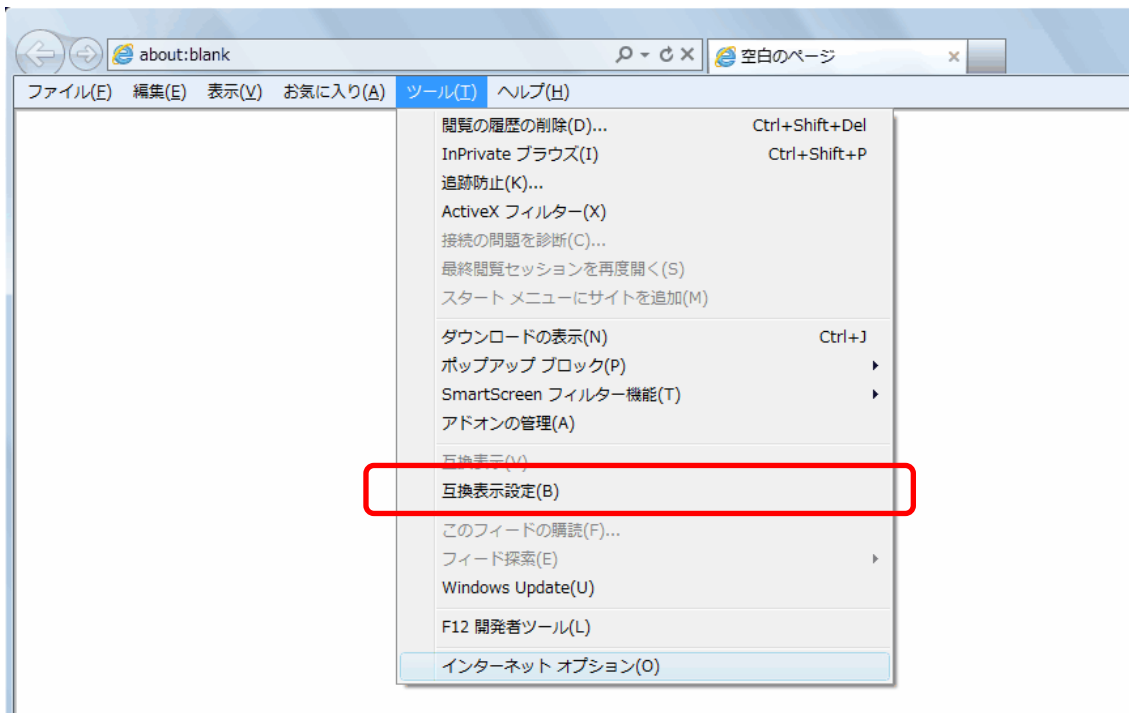 about:blank
空白のページ
ファイル(F) 編集(E) 表示(V) お気に入り(A) ツール(T) ヘルプ(H)
閲覧の履歴の削除(D)... Ctrl+Shift+Del
InPrivate ブラウズ(I) Ctrl+Shift+P
追跡防止(K)...
ActiveX フィルター(X)
接続の問題を診断(C)...
最終閲覧セッションを再度開く(S)
スタート メニューにサイトを追加(M)
ダウンロードの表示(N) Ctrl+J
ポップアップ ブロック(P)
SmartScreen フィルター機能(T)
アドオンの管理(A)
互換表示(V)
互換表示設定(B)
このフィードの購読(F)...
フィード探索(E)
Windows Update(U)
F12 開発者ツール(L)
インターネット オプション(O)